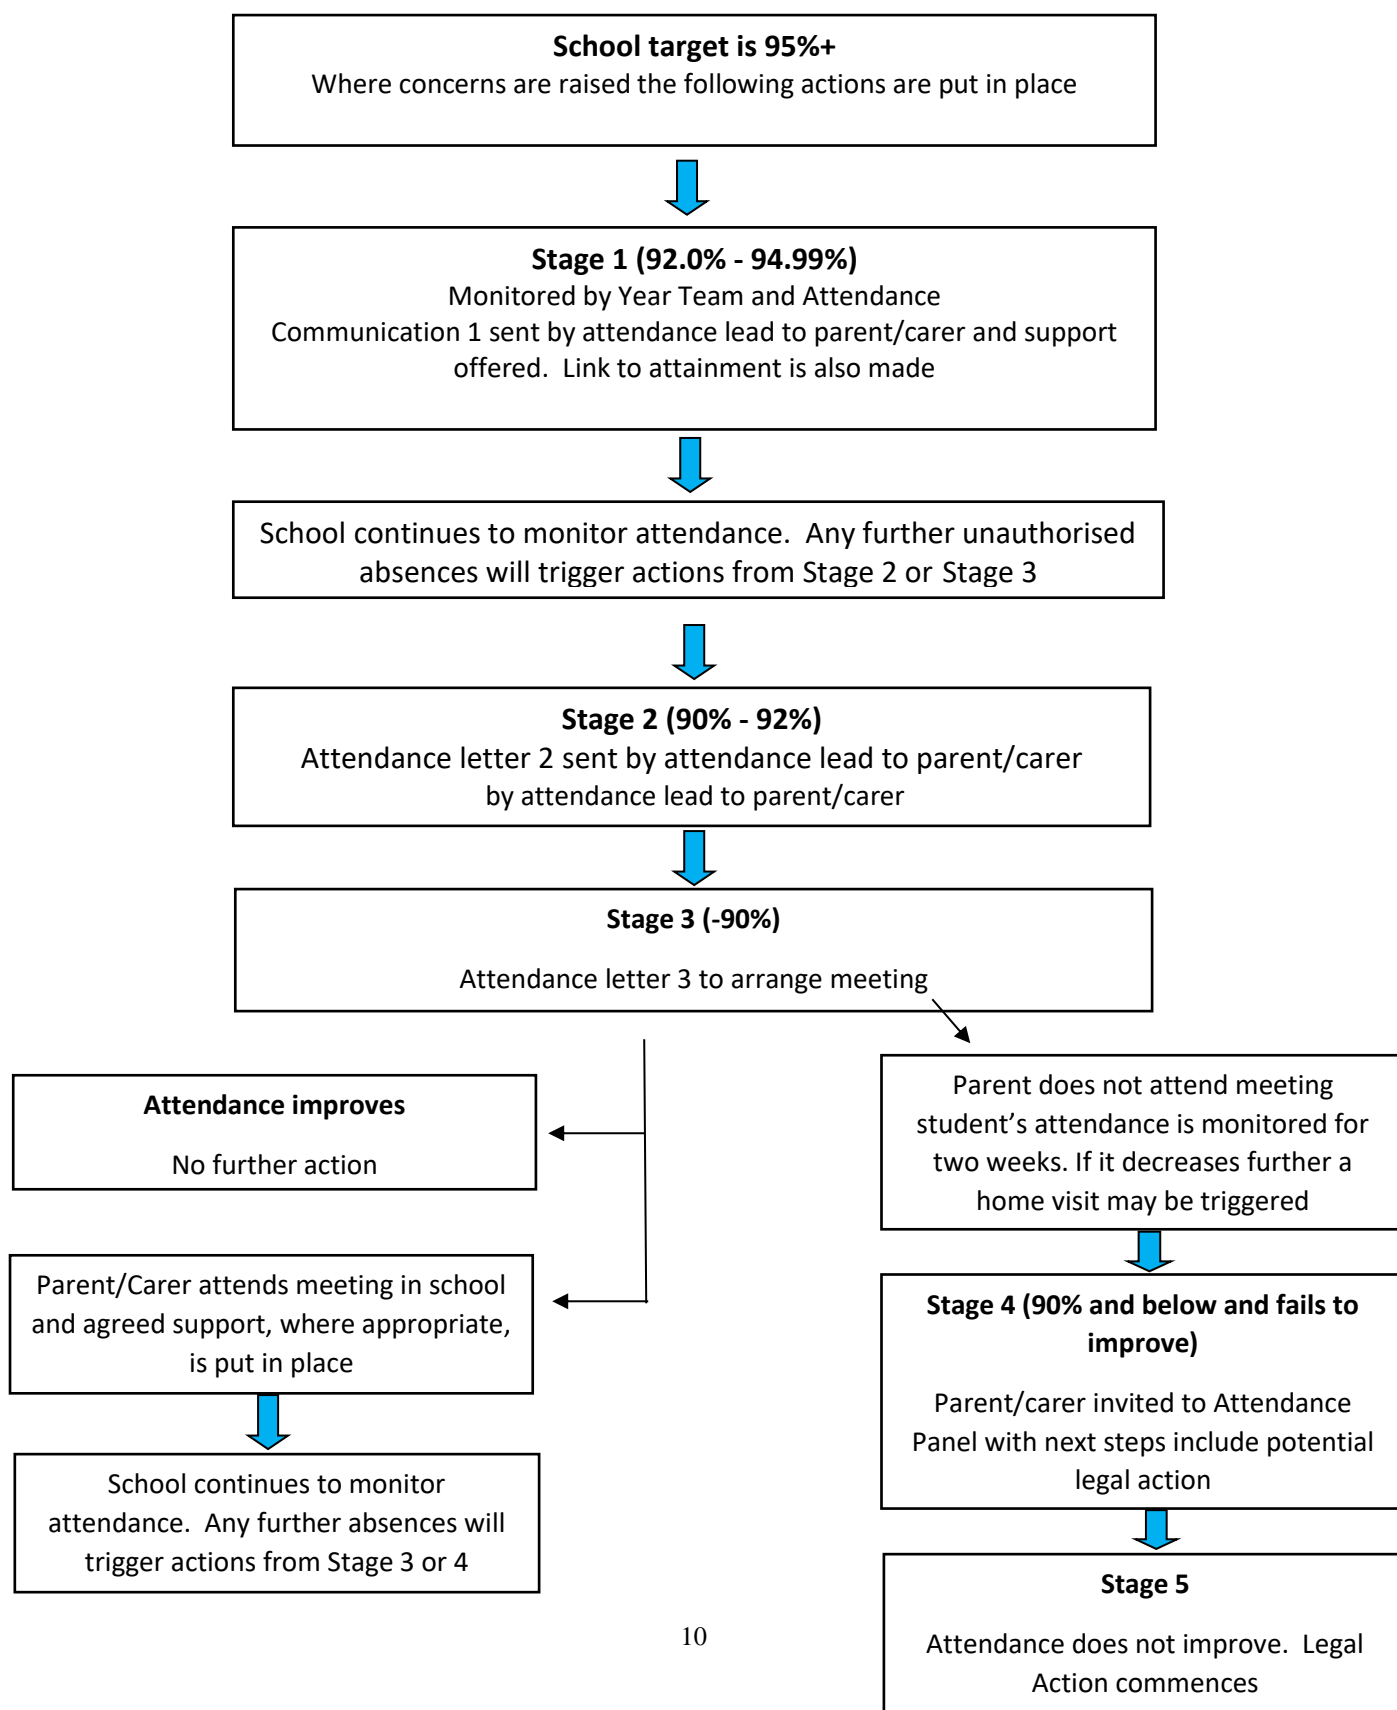 School target is 95%+
Where concerns are raised the following actions are put in place
Stage 1 (92.0% - 94.99%)
Monitored by Year Team and Attendance
Communication 1 sent by attendance lead to parent/carer and support
offered.  Link to attainment is also made
School continues to monitor attendance.  Any further unauthorised
absences will trigger actions from Stage 2 or Stage 3
Stage 2 (90% - 92%)
Attendance letter 2 sent by attendance lead to parent/carer
by attendance lead to parent/carer
Stage 3 (-90%)
Attendance letter 3 to arrange meeting
Attendance improves
No further action
Parent/Carer attends meeting in school
and agreed support, where appropriate,
is put in place
School continues to monitor
attendance.  Any further absences will
trigger actions from Stage 3 or 4
Parent does not attend meeting
student’s attendance is monitored for
two weeks. If it decreases further a
home visit may be triggered
Stage 4 (90% and below and fails to
improve)
Parent/carer invited to Attendance
Panel with next steps include potential
legal action
Stage 5
Attendance does not improve.  Legal
Action commences
10